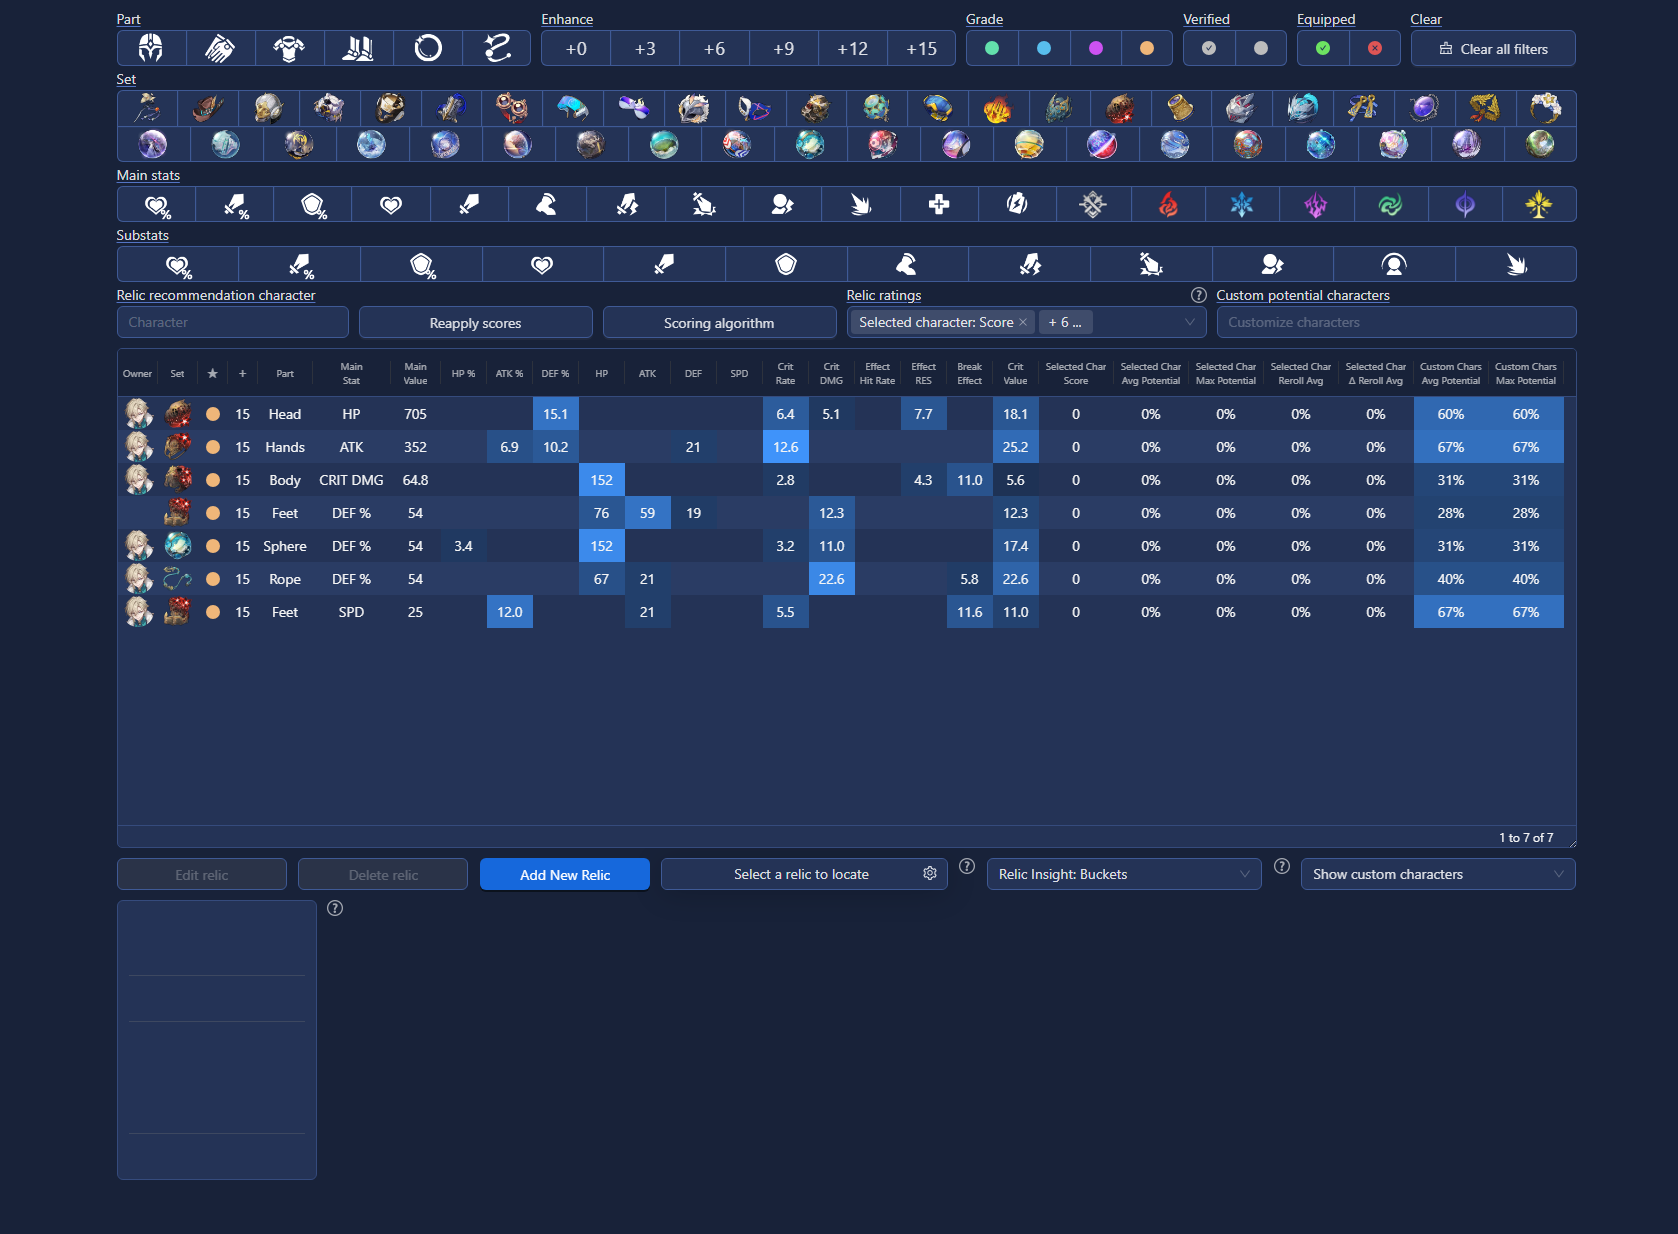 Part Enhance Grade Verified Equipped Clear
+0 +3 +6 +9 +12 +15 Clear all filters
Set
Main stats
% % %
Substats
% % %
Relic recommendation character Relic ratings Custom potential characters
Character Reapply scores Scoring algorithm Selected character: Score × + 6 ... Customize characters
Owner Set ★ + Part Main Stat Main Value HP % ATK % DEF % HP ATK DEF SPD Crit Rate Crit DMG Effect Hit Rate Effect RES Break Effect Crit Value Selected Char Score Selected Char Avg Potential Selected Char Max Potential Selected Char Reroll Avg Selected Char Δ Reroll Avg Custom Chars Avg Potential Custom Chars Max Potential
15 Head HP 705 15.1 6.4 5.1 7.7 18.1 0 0% 0% 0% 0% 60% 60%
15 Hands ATK 352 6.9 10.2 21 12.6 25.2 0 0% 0% 0% 0% 67% 67%
15 Body CRIT DMG 64.8 152 2.8 4.3 11.0 5.6 0 0% 0% 0% 0% 31% 31%
15 Feet DEF % 54 76 59 19 12.3 12.3 0 0% 0% 0% 0% 28% 28%
15 Sphere DEF % 54 3.4 152 3.2 11.0 17.4 0 0% 0% 0% 0% 31% 31%
15 Rope DEF % 54 67 21 22.6 5.8 22.6 0 0% 0% 0% 0% 40% 40%
15 Feet SPD 25 12.0 21 5.5 11.6 11.0 0 0% 0% 0% 0% 67% 67%
1 to 7 of 7
Edit relic Delete relic Add New Relic Select a relic to locate Relic Insight: Buckets Show custom characters